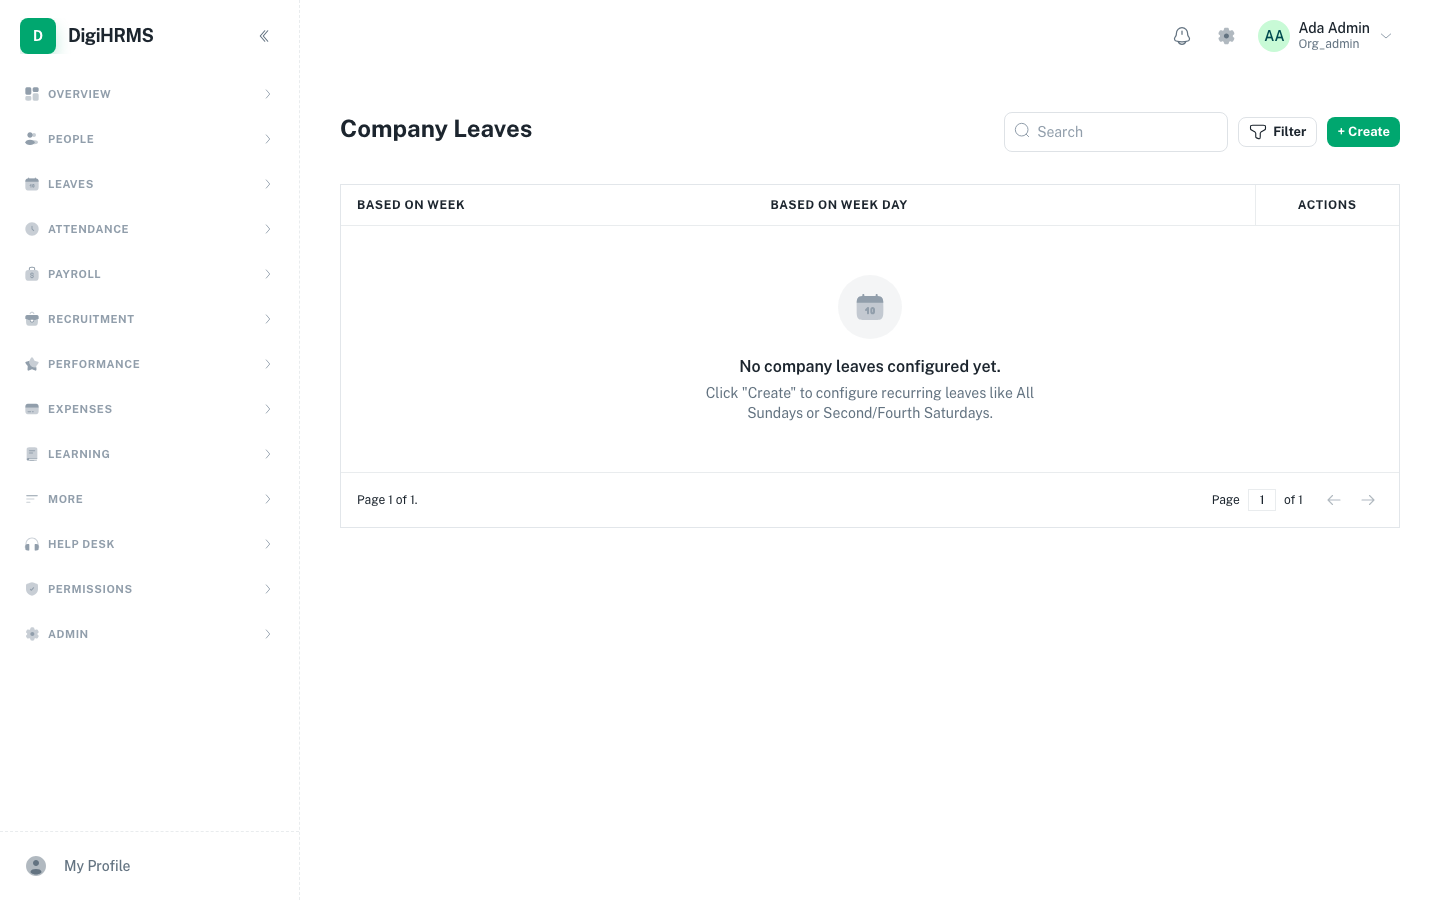 D
DigiHRMS
OVERVIEW
PEOPLE
LEAVES
ATTENDANCE
PAYROLL
RECRUITMENT
PERFORMANCE
EXPENSES
LEARNING
MORE
HELP DESK
PERMISSIONS
ADMIN
My Profile
AA
Ada Admin
Org_admin
Company Leaves
Search
Filter
+ Create
BASED ON WEEK
BASED ON WEEK DAY
ACTIONS
10
No company leaves configured yet.
Click "Create" to configure recurring leaves like All
Sundays or Second/Fourth Saturdays.
Page 1 of 1.
Page 1 of 1